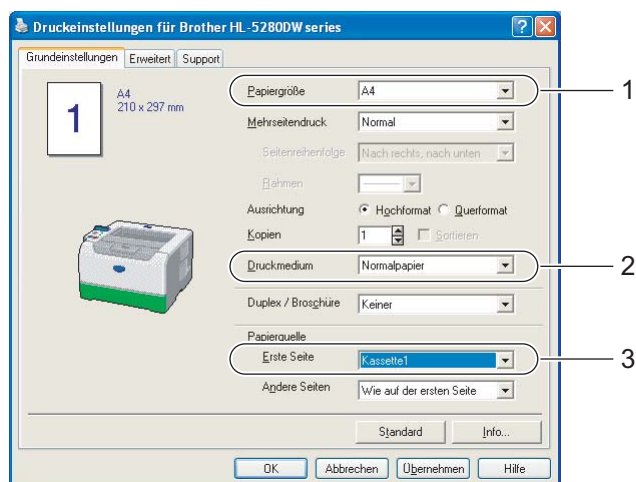 Druckeinstellungen für Brother HL-5280DW series
Grundeinstellungen Erweitert Support
1
A4
210 x 297 mm
Papiergröße A4 1
Mehrseitendruck Normal
Seitenreihenfolge Nach rechts, nach unten
Rahmen
Ausrichtung Hochformat Querformat
Kopien 1 Sortieren
Druckmedium Normalpapier 2
Duplex / Broschüre Keiner
Papierquelle
Erste Seite Kassette1 3
Andere Seiten Wie auf der ersten Seite
Standard Info...
OK Abbrechen Übernehmen Hilfe